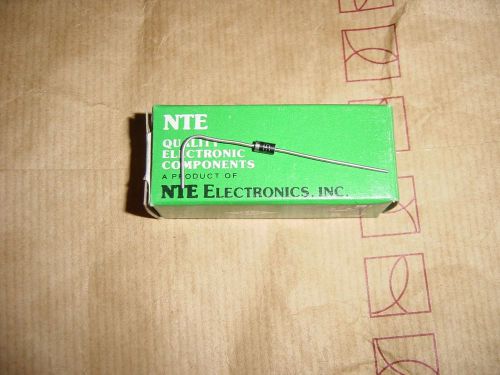 NTE
QUALITY
ELECTRONIC
COMPONENTS
A PRODUCT OF
NTE ELECTRONICS, INC.